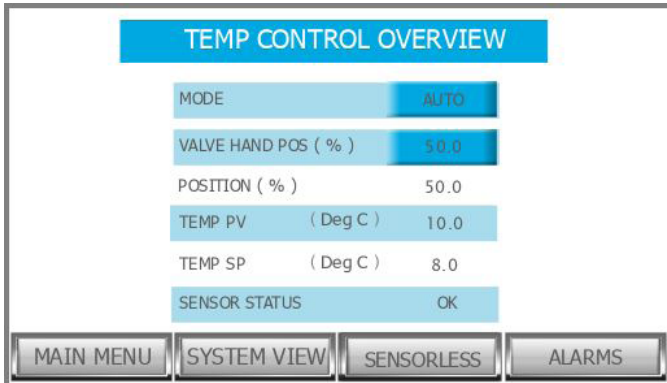 TEMP CONTROL OVERVIEW
MODE AUTO
VALVE HAND POS ( % ) 50.0
POSITION ( % ) 50.0
TEMP PV ( Deg C ) 10.0
TEMP SP ( Deg C ) 8.0
SENSOR STATUS OK
MAIN MENU SYSTEM VIEW SENSORLESS ALARMS